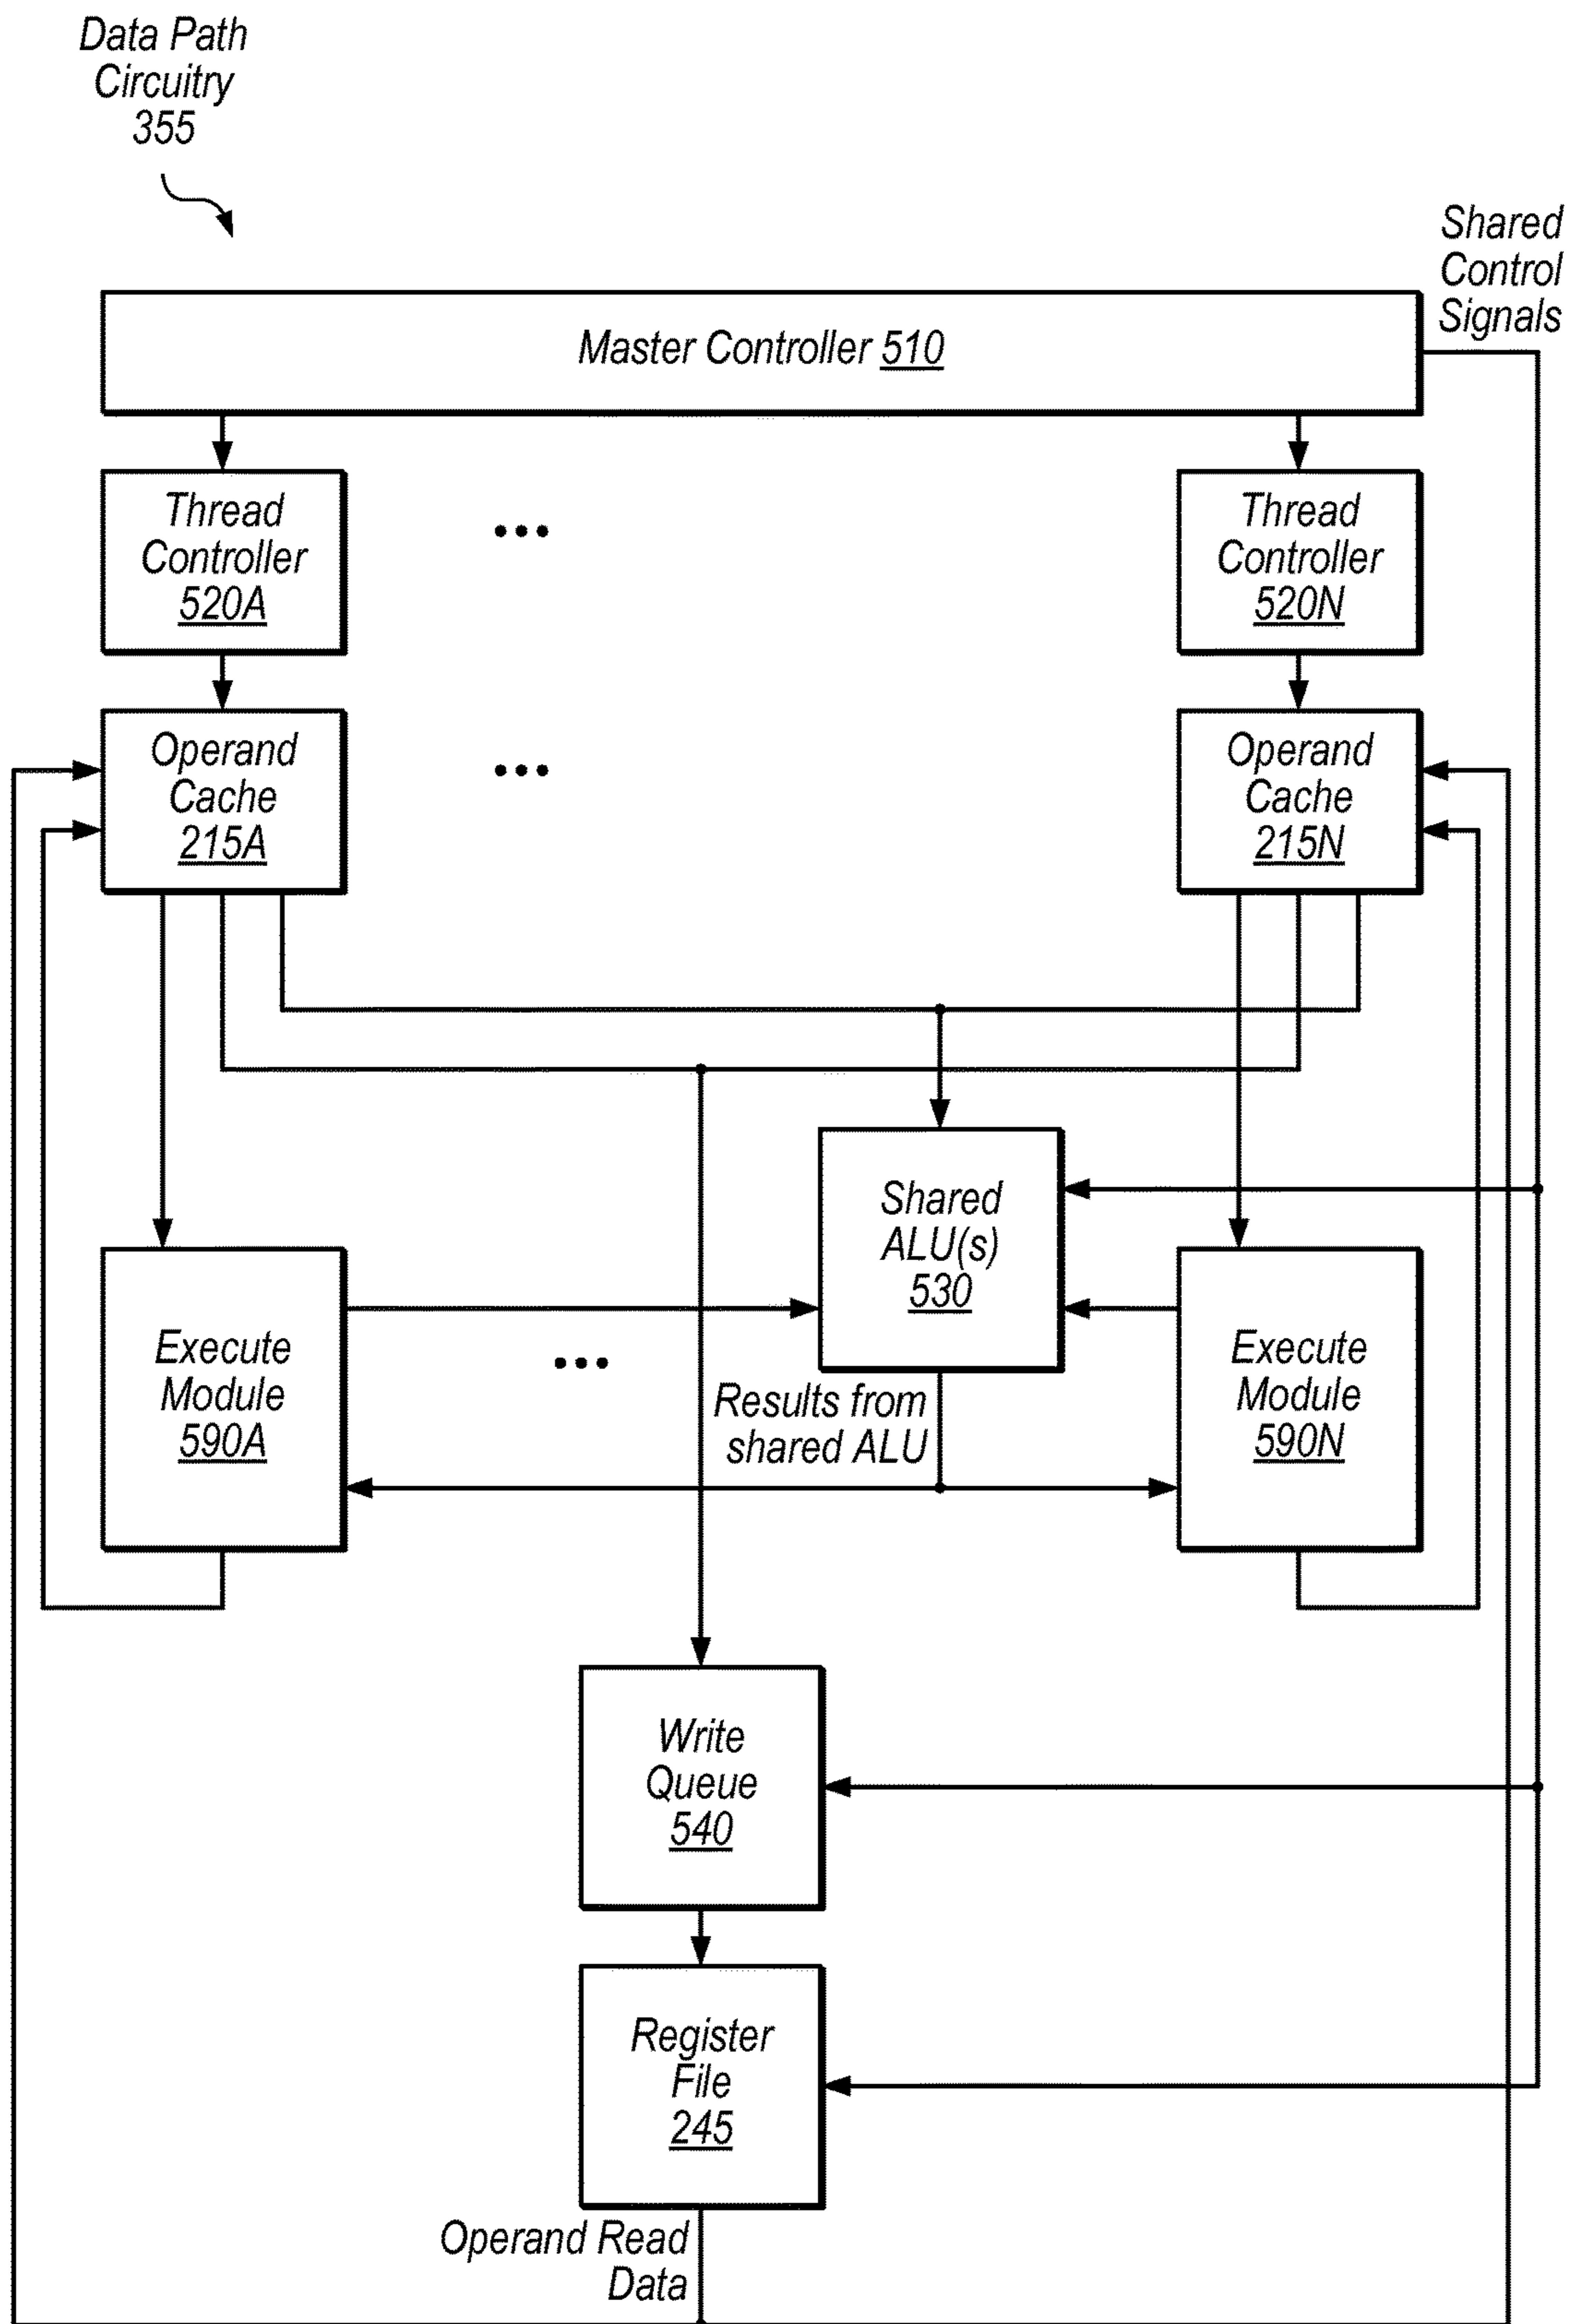 Data Path
Circuitry
355
Shared
Control
Signals
Master Controller 510
Thread
Controller
520A
Thread
Controller
520N
Operand
Cache
215A
Operand
Cache
215N
Shared
ALU(s)
530
Execute
Module
590A
Execute
Module
590N
Results from
shared ALU
Write
Queue
540
Register
File
245
Operand Read
Data